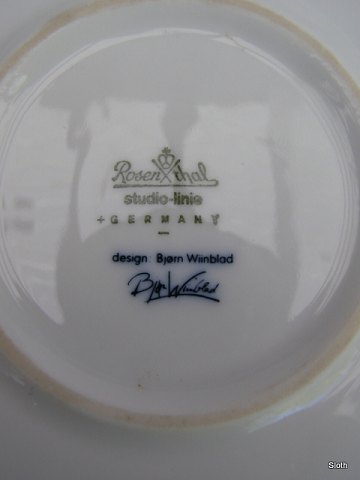 Rosenthal
studio-linie
+GERMANY
design: Bjørn Wiinblad
Bjørn Wiinblad
Sloth